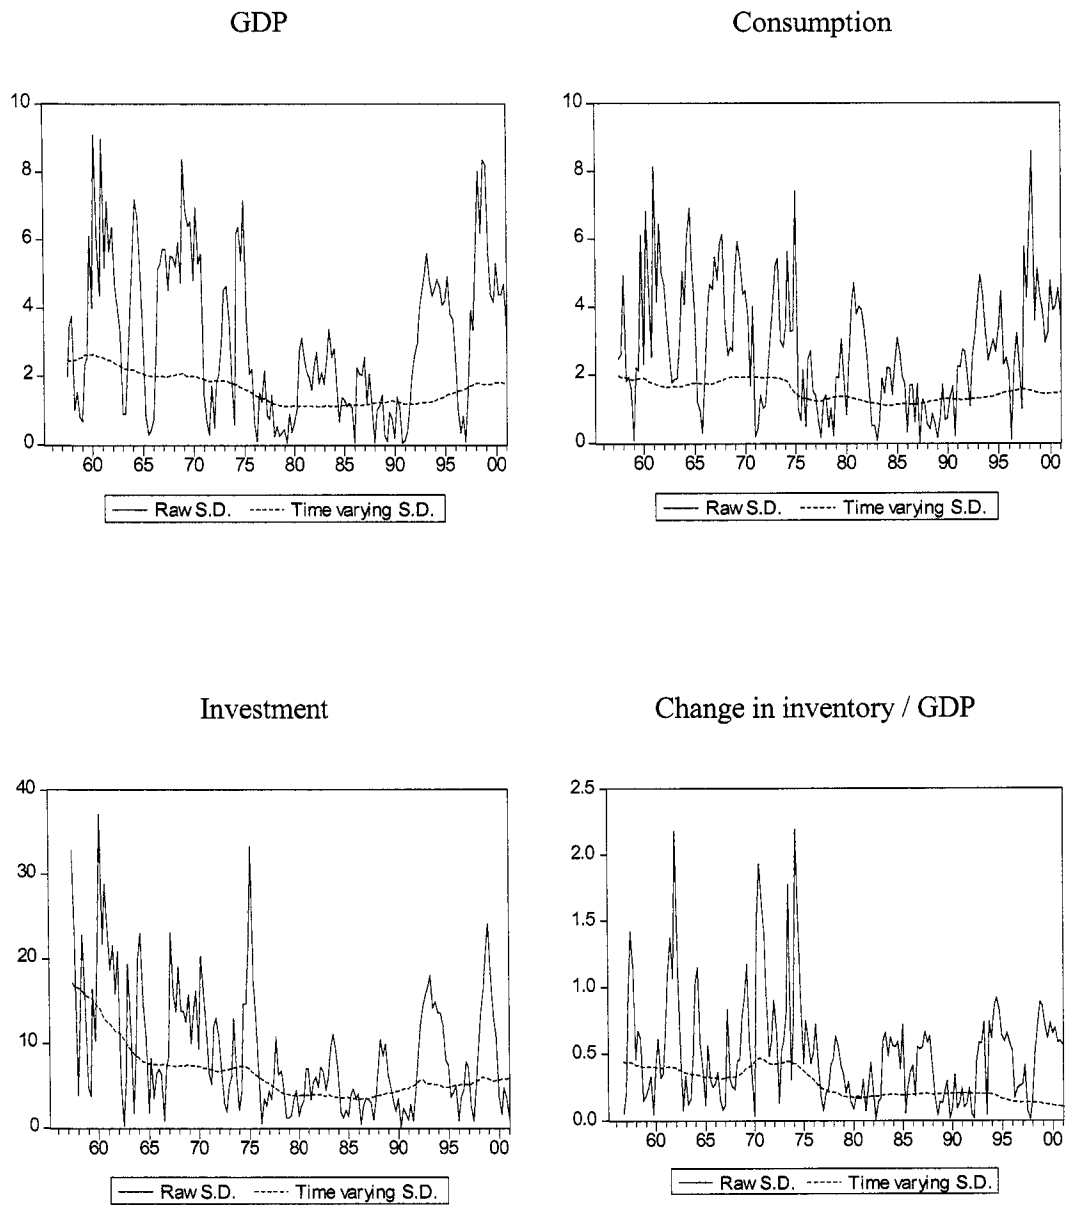 GDP
10
8
6
4
2
0
60 65 70 75 80 85 90 95 00
Raw S.D. Time varying S.D.
Consumption
10
8
6
4
2
0
60 65 70 75 80 85 90 95 00
Raw S.D. Time varying S.D.
Investment
40
30
20
10
0
60 65 70 75 80 85 90 95 00
Raw S.D. Time varying S.D.
Change in inventory / GDP
2.5
2.0
1.5
1.0
0.5
0.0
60 65 70 75 80 85 90 95 00
Raw S.D. Time varying S.D.